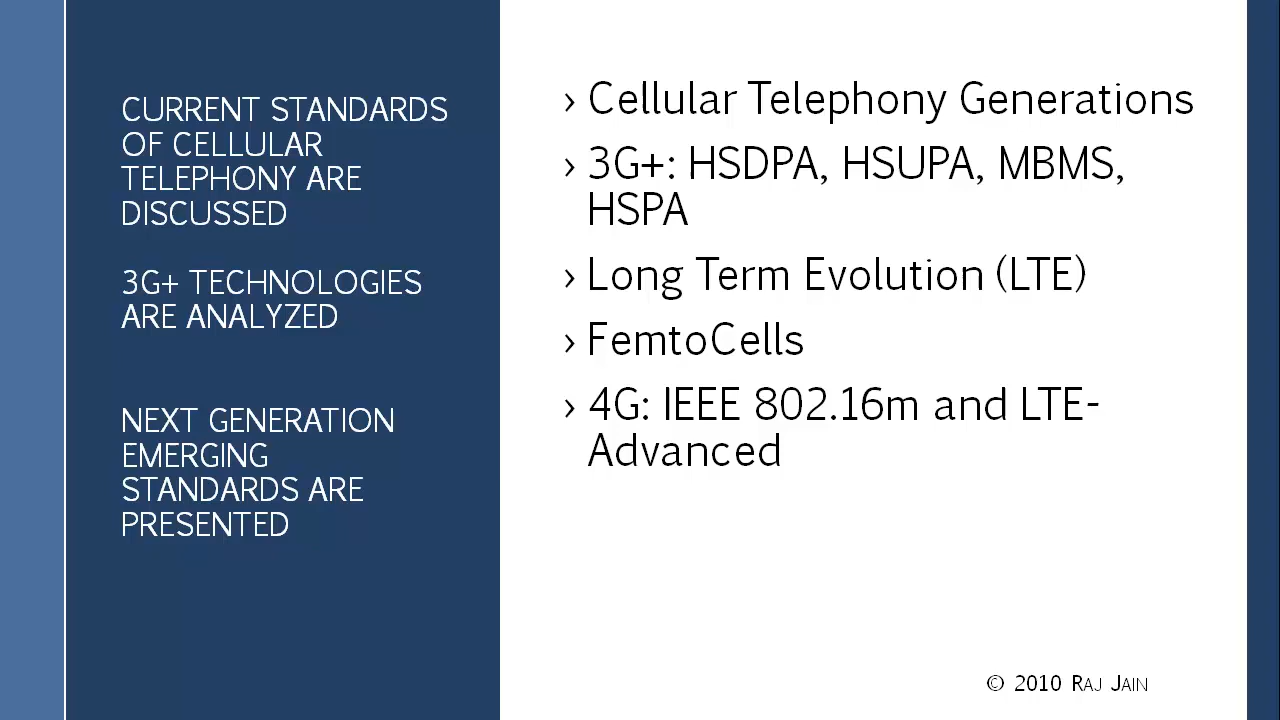 CURRENT STANDARDS
OF CELLULAR
TELEPHONY ARE
DISCUSSED
3G+ TECHNOLOGIES
ARE ANALYZED
NEXT GENERATION
EMERGING
STANDARDS ARE
PRESENTED
› Cellular Telephony Generations
› 3G+: HSDPA, HSUPA, MBMS,
HSPA
› Long Term Evolution (LTE)
› FemtoCells
› 4G: IEEE 802.16m and LTE-
Advanced
© 2010 RAJ JAIN